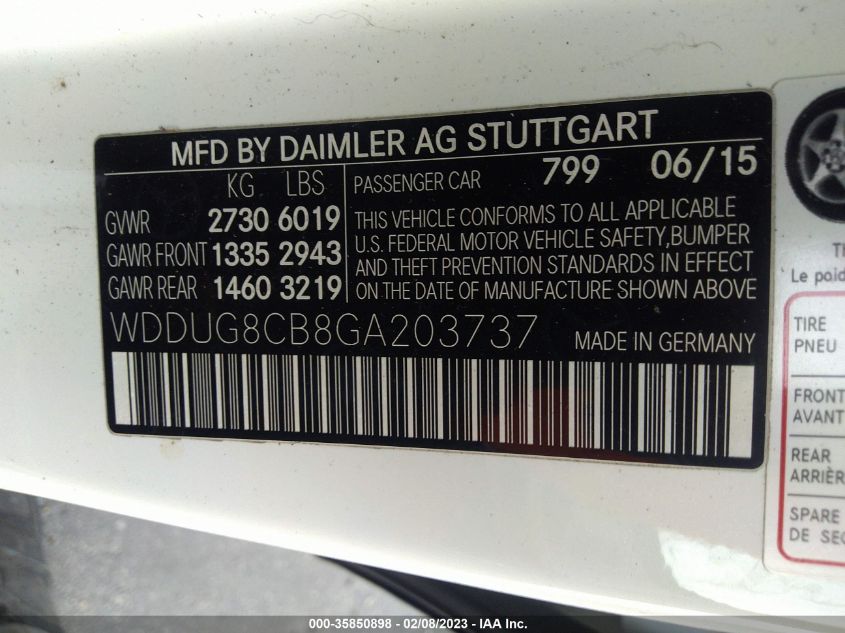 MFD BY DAIMLER AG STUTTGART
KG LBS
GVWR 2730 6019
GAWR FRONT 1335 2943
GAWR REAR 1460 3219
PASSENGER CAR 799 06/15
THIS VEHICLE CONFORMS TO ALL APPLICABLE
U.S. FEDERAL MOTOR VEHICLE SAFETY,BUMPER
AND THEFT PREVENTION STANDARDS IN EFFECT
ON THE DATE OF MANUFACTURE SHOWN ABOVE
WDDUG8CB8GA203737 MADE IN GERMANY
Le poid
TIRE
PNEU
FRONT
AVANT
REAR
ARRIÈR
SPARE
DE SEC
000-35850898 - 02/08/2023 - IAA Inc.